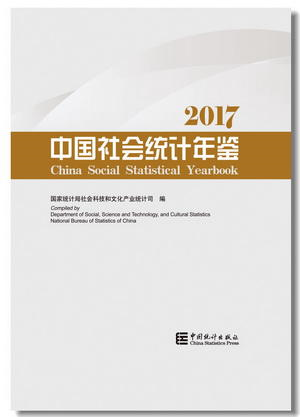 2017
中国社会统计年鉴
China Social Statistical Yearbook
国家统计局社会科技和文化产业统计司 编
Compiled by
Department of Social, Science and Technology, and Cultural Statistics
National Bureau of Statistics of China
中国统计出版社
China Statistics Press